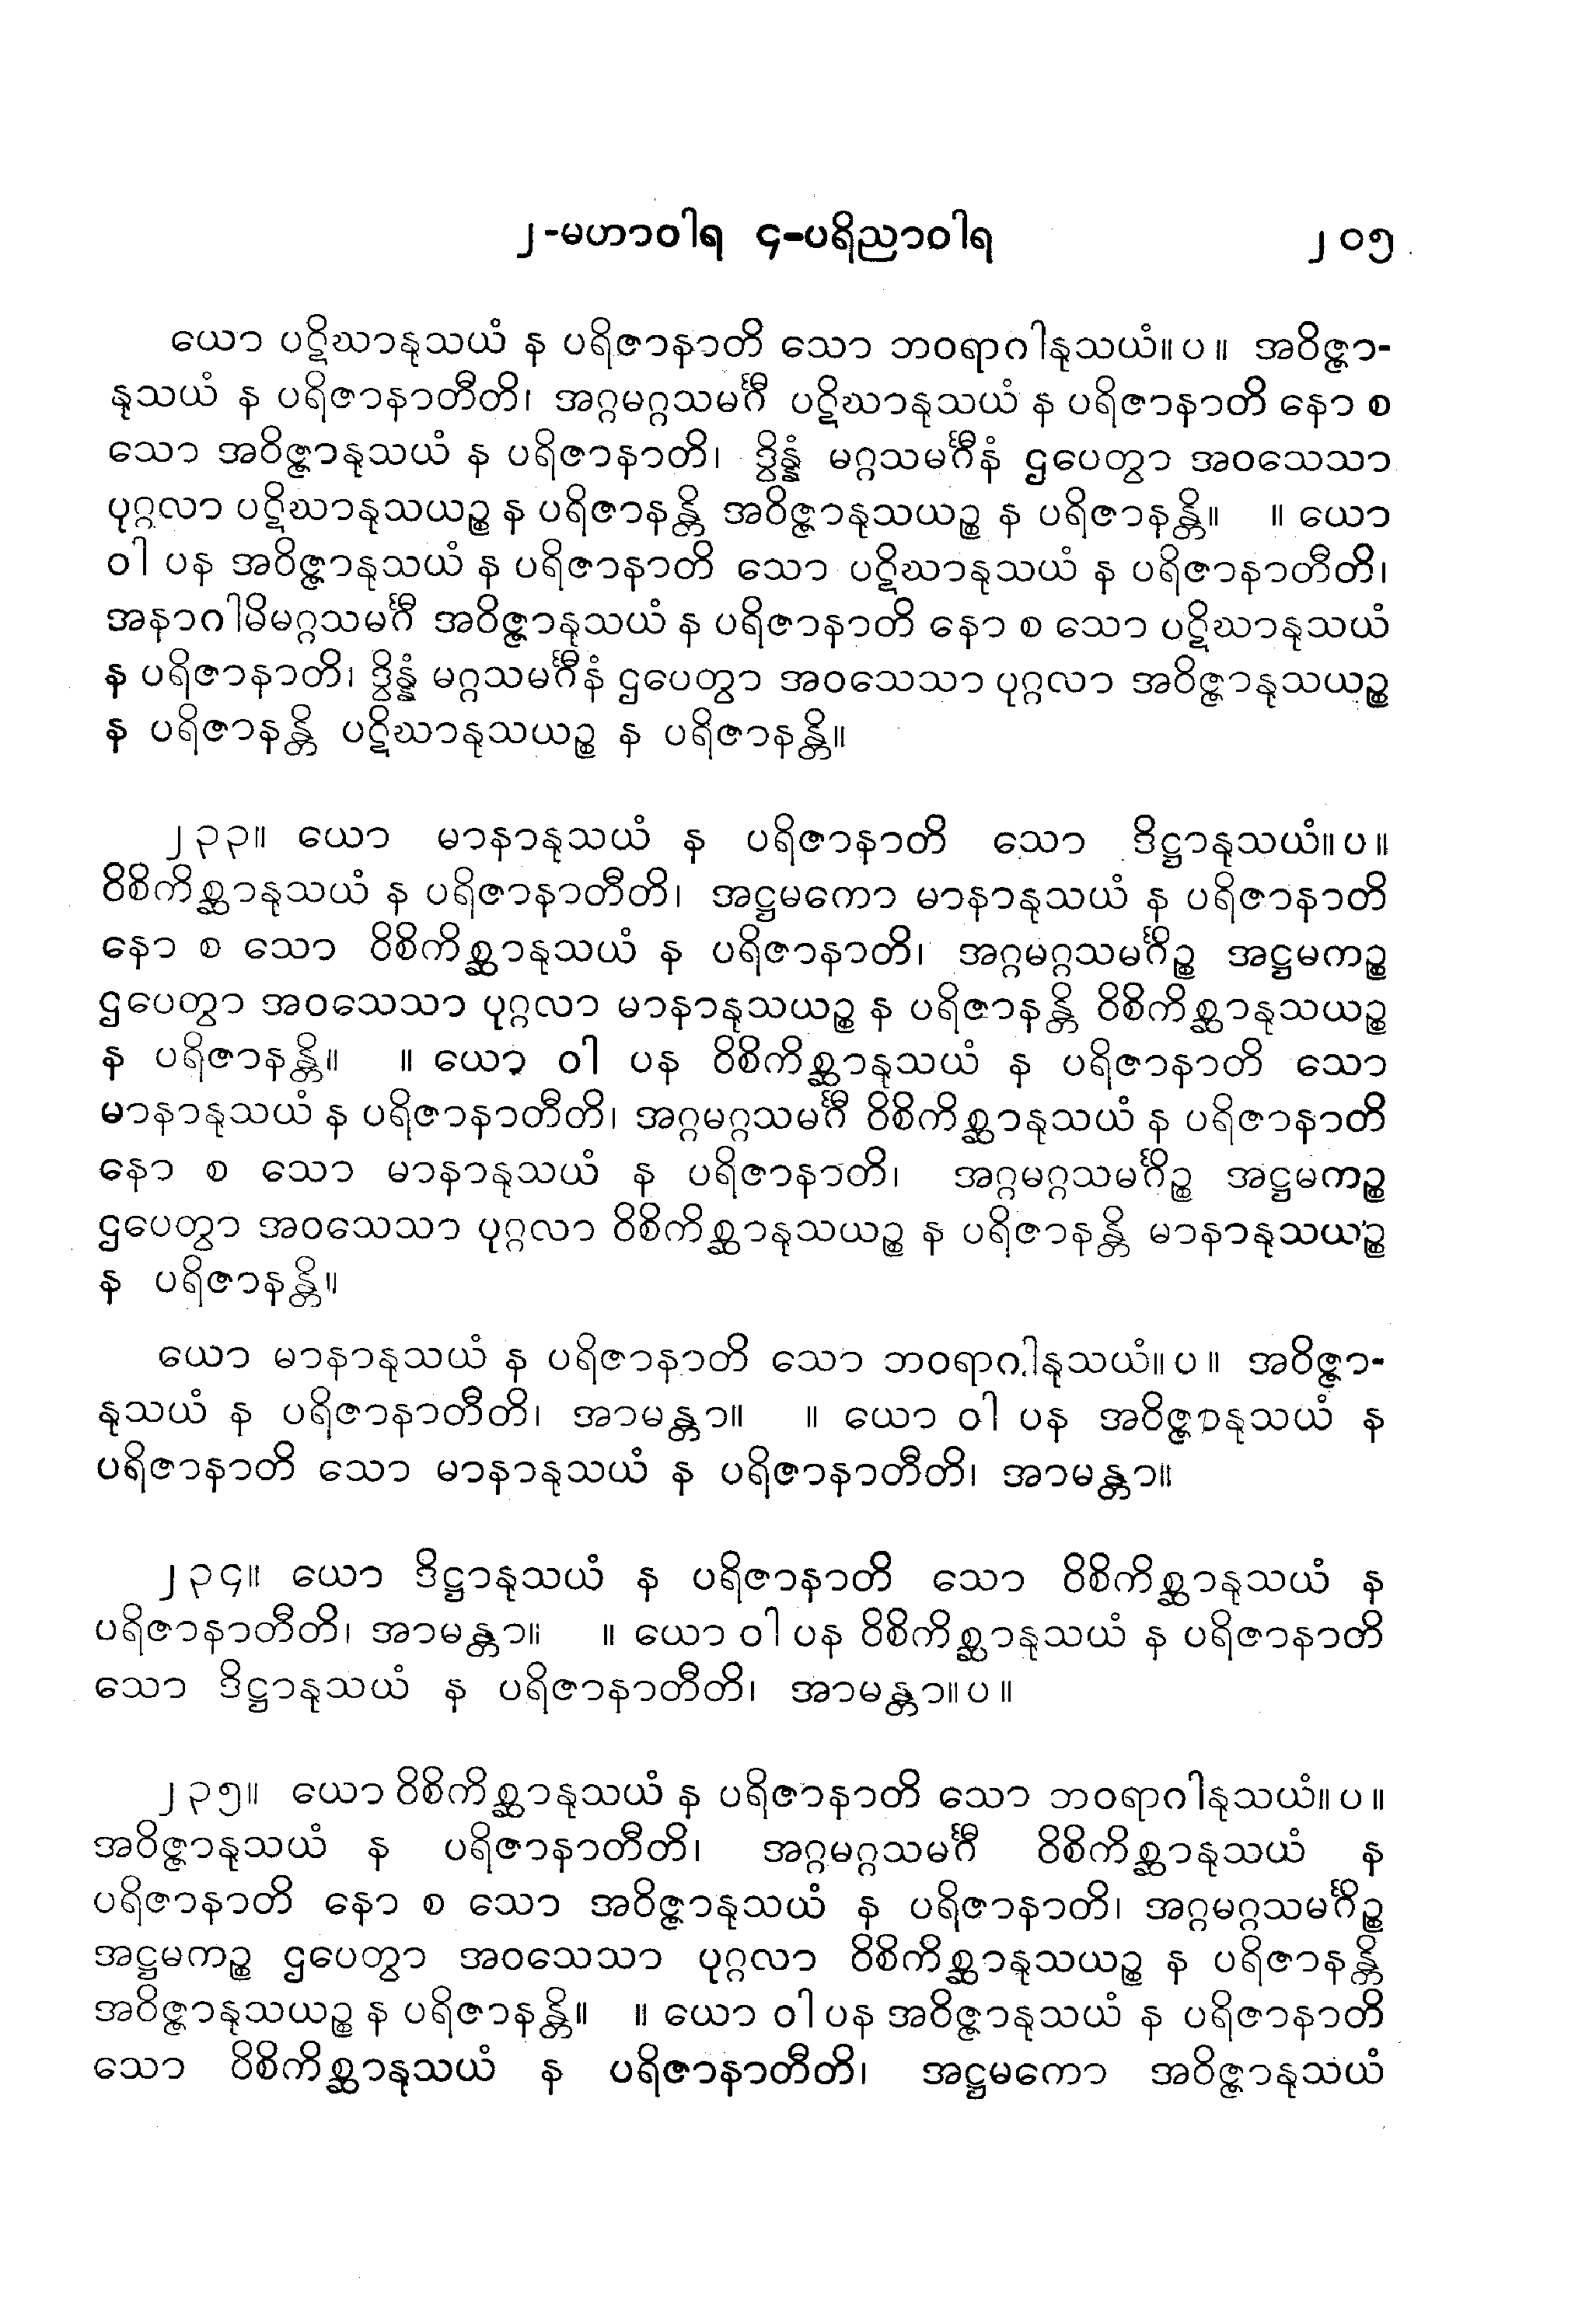 ၂-မဟာဝါရ ၄-ပရိညာဝါရ ၂၀၅
ယော ပဋိဃာနုသယံ န ပရိဇာနာတိ သော ဘဝရာဂါနုသယံ။ပ။ အဝိဇ္ဇာ-
နုသယံ န ပရိဇာနာတီတိ၊ အဂ္ဂမဂ္ဂသမင်္ဂီ ပဋိဃာနုသယံ န ပရိဇာနာတိ နော စ
သော အဝိဇ္ဇာနုသယံ န ပရိဇာနာတိ၊ ဒွိန္နံ မဂ္ဂသမင်္ဂီနံ ဌပေတွာ အဝသေသာ
ပုဂ္ဂလာ ပဋိဃာနုသယဉ္စ န ပရိဇာနန္တိ အဝိဇ္ဇာနုသယဉ္စ န ပရိဇာနန္တိ။ ။ ယော
ဝါ ပန အဝိဇ္ဇာနုသယံ န ပရိဇာနာတိ သော ပဋိဃာနုသယံ န ပရိဇာနာတီတိ၊
အနာဂါမိမဂ္ဂသမင်္ဂီ အဝိဇ္ဇာနုသယံ န ပရိဇာနာတိ နော စ သော ပဋိဃာနုသယံ
န ပရိဇာနာတိ၊ ဒွိန္နံ မဂ္ဂသမင်္ဂီနံ ဌပေတွာ အဝသေသာ ပုဂ္ဂလာ အဝိဇ္ဇာနုသယဉ္စ
န ပရိဇာနန္တိ ပဋိဃာနုသယဉ္စ န ပရိဇာနန္တိ။
၂၃၃။ ယော မာနာနုသယံ န ပရိဇာနာတိ သော ဒိဋ္ဌာနုသယံ။ပ။
ဝိစိကိစ္ဆာနုသယံ န ပရိဇာနာတီတိ၊ အဋ္ဌမကော မာနာနုသယံ န ပရိဇာနာတိ
နော စ သော ဝိစိကိစ္ဆာနုသယံ န ပရိဇာနာတိ၊ အဂ္ဂမဂ္ဂသမင်္ဂိဉ္စ အဋ္ဌမကဉ္စ
ဌပေတွာ အဝသေသာ ပုဂ္ဂလာ မာနာနုသယဉ္စ န ပရိဇာနန္တိ ဝိစိကိစ္ဆာနုသယဉ္စ
န ပရိဇာနန္တိ။ ။ ယော ဝါ ပန ဝိစိကိစ္ဆာနုသယံ န ပရိဇာနာတိ သော
မာနာနုသယံ န ပရိဇာနာတီတိ၊ အဂ္ဂမဂ္ဂသမင်္ဂီ ဝိစိကိစ္ဆာနုသယံ န ပရိဇာနာတိ
နော စ သော မာနာနုသယံ န ပရိဇာနာတိ၊ အဂ္ဂမဂ္ဂသမင်္ဂိဉ္စ အဋ္ဌမကဉ္စ
ဌပေတွာ အဝသေသာ ပုဂ္ဂလာ ဝိစိကိစ္ဆာနုသယဉ္စ န ပရိဇာနန္တိ မာနာနုသယဉ္စ
န ပရိဇာနန္တိ။
ယော မာနာနုသယံ န ပရိဇာနာတိ သော ဘဝရာဂါနုသယံ။ပ။ အဝိဇ္ဇာ-
နုသယံ န ပရိဇာနာတီတိ၊ အာမန္တာ။ ။ ယော ဝါ ပန အဝိဇ္ဇာနုသယံ န
ပရိဇာနာတိ သော မာနာနုသယံ န ပရိဇာနာတီတိ၊ အာမန္တာ။
၂၃၄။ ယော ဒိဋ္ဌာနုသယံ န ပရိဇာနာတိ သော ဝိစိကိစ္ဆာနုသယံ န
ပရိဇာနာတီတိ၊ အာမန္တာ။ ။ ယော ဝါ ပန ဝိစိကိစ္ဆာနုသယံ န ပရိဇာနာတိ
သော ဒိဋ္ဌာနုသယံ န ပရိဇာနာတီတိ၊ အာမန္တာ။ပ။
၂၃၅။ ယော ဝိစိကိစ္ဆာနုသယံ န ပရိဇာနာတိ သော ဘဝရာဂါနုသယံ။ပ။
အဝိဇ္ဇာနုသယံ န ပရိဇာနာတီတိ၊ အဂ္ဂမဂ္ဂသမင်္ဂီ ဝိစိကိစ္ဆာနုသယံ န
ပရိဇာနာတိ နော စ သော အဝိဇ္ဇာနုသယံ န ပရိဇာနာတိ၊ အဂ္ဂမဂ္ဂသမင်္ဂိဉ္စ
အဋ္ဌမကဉ္စ ဌပေတွာ အဝသေသာ ပုဂ္ဂလာ ဝိစိကိစ္ဆာနုသယဉ္စ န ပရိဇာနန္တိ
အဝိဇ္ဇာနုသယဉ္စ န ပရိဇာနန္တိ။ ။ ယော ဝါ ပန အဝိဇ္ဇာနုသယံ န ပရိဇာနာတိ
သော ဝိစိကိစ္ဆာနုသယံ န ပရိဇာနာတီတိ၊ အဋ္ဌမကော အဝိဇ္ဇာနုသယံ